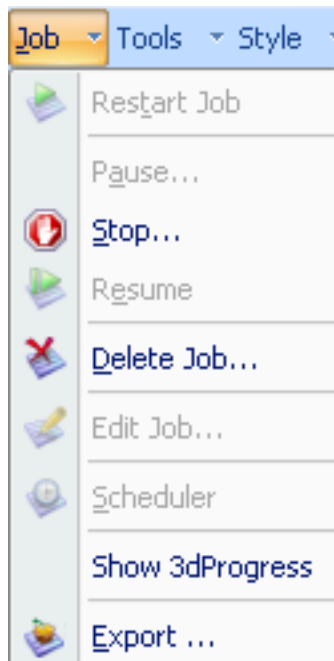 Job Tools Style
Restart Job
Pause...
Stop...
Resume
Delete Job...
Edit Job...
Scheduler
Show 3dProgress
Export ...